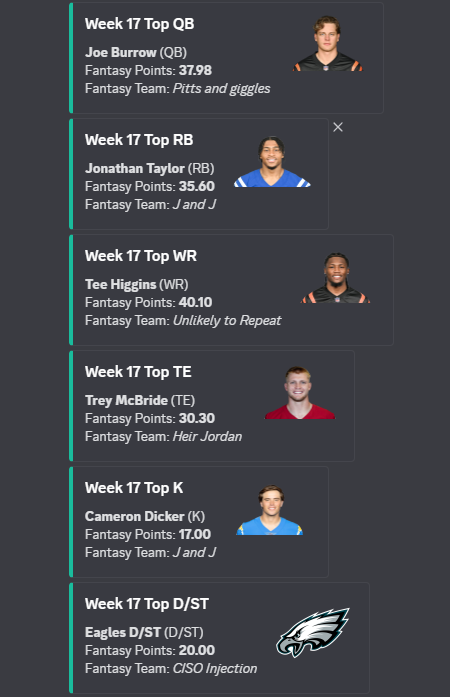 Week 17 Top QB
Joe Burrow (QB)
Fantasy Points: 37.98
Fantasy Team: Pitts and giggles
Week 17 Top RB
Jonathan Taylor (RB)
Fantasy Points: 35.60
Fantasy Team: J and J
Week 17 Top WR
Tee Higgins (WR)
Fantasy Points: 40.10
Fantasy Team: Unlikely to Repeat
Week 17 Top TE
Trey McBride (TE)
Fantasy Points: 30.30
Fantasy Team: Heir Jordan
Week 17 Top K
Cameron Dicker (K)
Fantasy Points: 17.00
Fantasy Team: J and J
Week 17 Top D/ST
Eagles D/ST (D/ST)
Fantasy Points: 20.00
Fantasy Team: CISO Injection